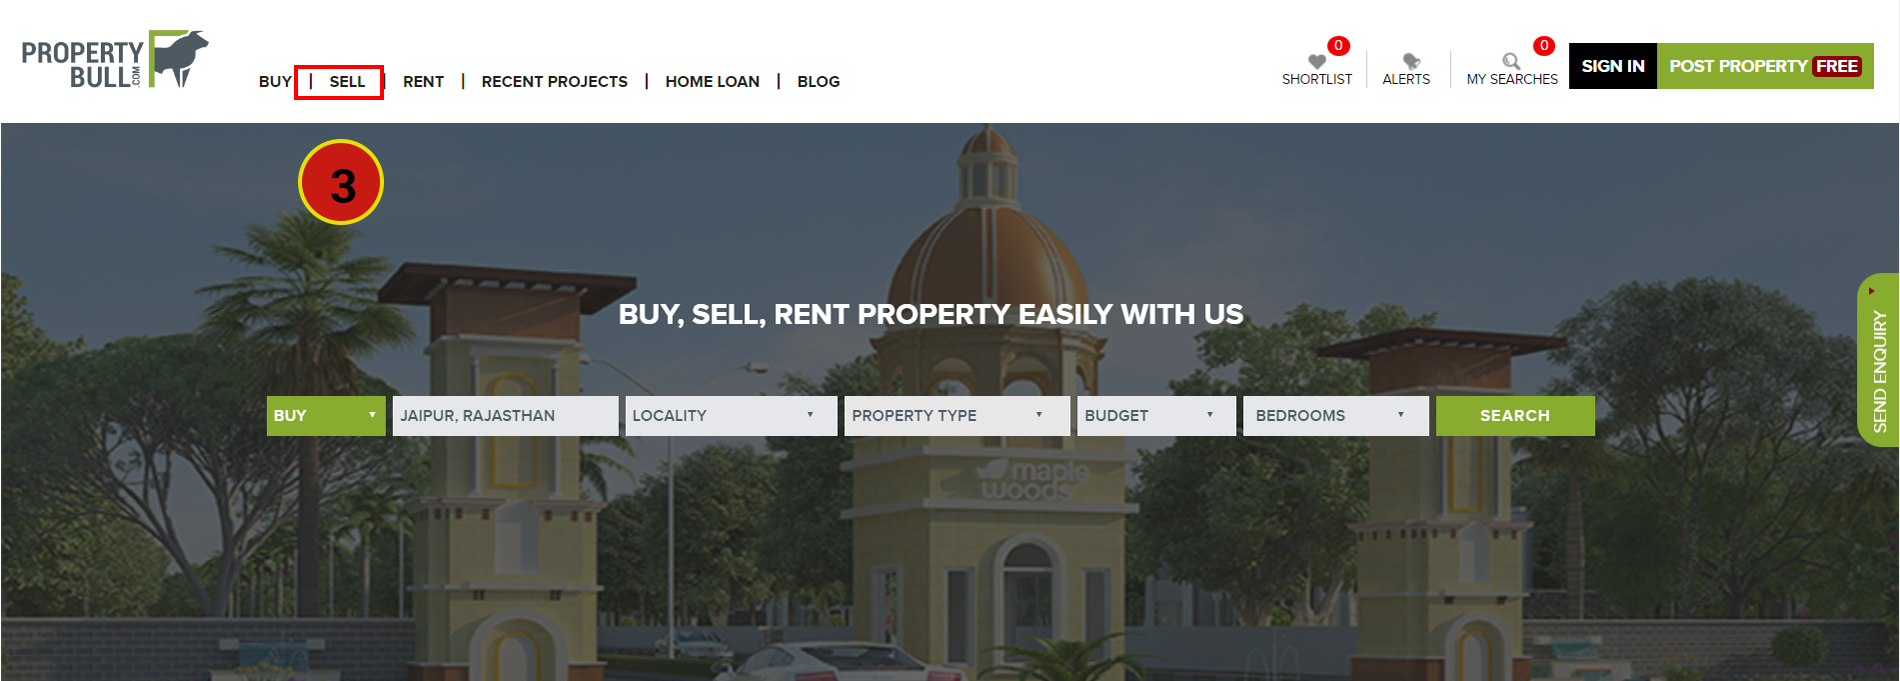 PROPERTY
BULL.COM
BUY | SELL | RENT | RECENT PROJECTS | HOME LOAN | BLOG
0
SHORTLIST
ALERTS
0
MY SEARCHES
SIGN IN
POST PROPERTY FREE
3
BUY, SELL, RENT PROPERTY EASILY WITH US
BUY
JAIPUR, RAJASTHAN
LOCALITY
PROPERTY TYPE
BUDGET
BEDROOMS
SEARCH
SEND ENQUIRY
maple
woods